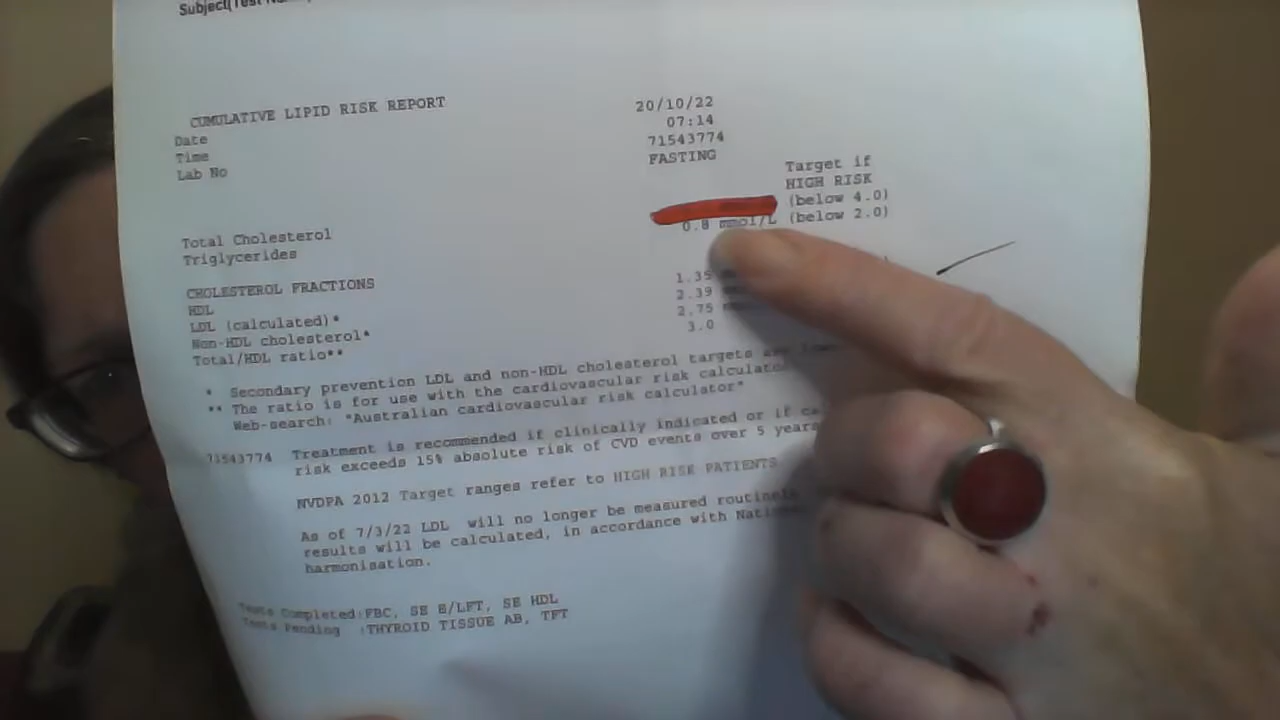 CUMULATIVE LIPID RISK REPORT
Date 20/10/22
Time 07:14
Lab No 71543774
FASTING
Target if
HIGH RISK
Total Cholesterol (below 4.0)
Triglycerides 0.8 mmol/L (below 2.0)
CHOLESTEROL FRACTIONS
HDL 1.35
LDL (calculated)* 2.39
Non-HDL cholesterol* 2.75
Total/HDL ratio** 3.0
* Secondary prevention LDL and non-HDL cholesterol targets are
** The ratio is for use with the cardiovascular risk calculator
Web-search: "Australian cardiovascular risk calculator"
71543774 Treatment is recommended if clinically indicated or if
risk exceeds 15% absolute risk of CVD events over 5 years
NVDPA 2012 Target ranges refer to HIGH RISK PATIENTS
As of 7/3/22 LDL will no longer be measured routinely
results will be calculated, in accordance with
harmonisation.
Tests Completed:FBC, SE E/LFT, SE HDL
Tests Pending :THYROID TISSUE AB, TFT